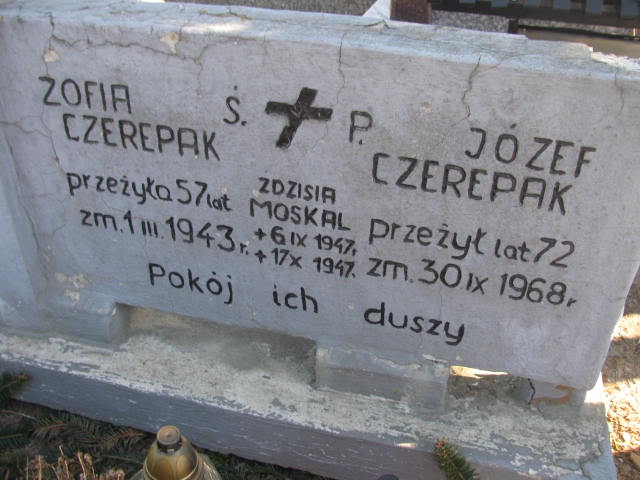 ZOFIA
CZEREPAK
przeżyła 57 lat
zm. 1 III. 1943 r.
Ś. P.
ZDZISIA
MOSKAL
+ 6 IX 1947.
+ 17 X 1947.
JÓZEF
CZEREPAK
przeżył lat 72
zm. 30 IX 1968 r.
Pokój ich duszy